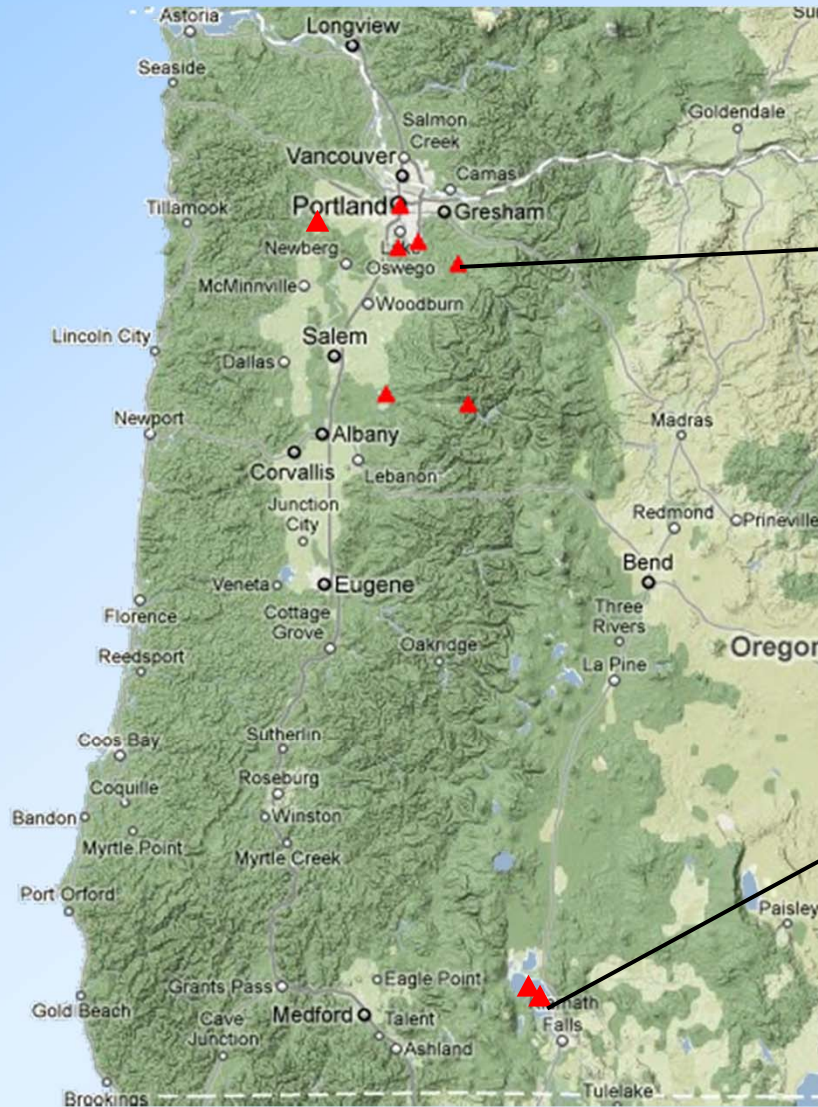 Astoria
Longview
Seaside
Salmon
Creek
Goldendale
Vancouver
Camas
Portland
Gresham
Tillamook
Newberg
Lake
Oswego
McMinnville
Woodburn
Lincoln City
Salem
Dallas
Newport
Albany
Madras
Corvallis
Lebanon
Junction
City
Redmond
Prineville
Bend
Veneta
Eugene
Florence
Cottage
Grove
Three
Rivers
Reedsport
Oakridge
Oregon
La Pine
Coos Bay
Sutherlin
Coquille
Roseburg
Bandon
Winston
Myrtle Point
Myrtle Creek
Port Orford
Paisley
Grants Pass
Eagle Point
Gold Beach
Medford
Talent
Cave
Junction
Falls
Ashland
Brookings
Tulelake